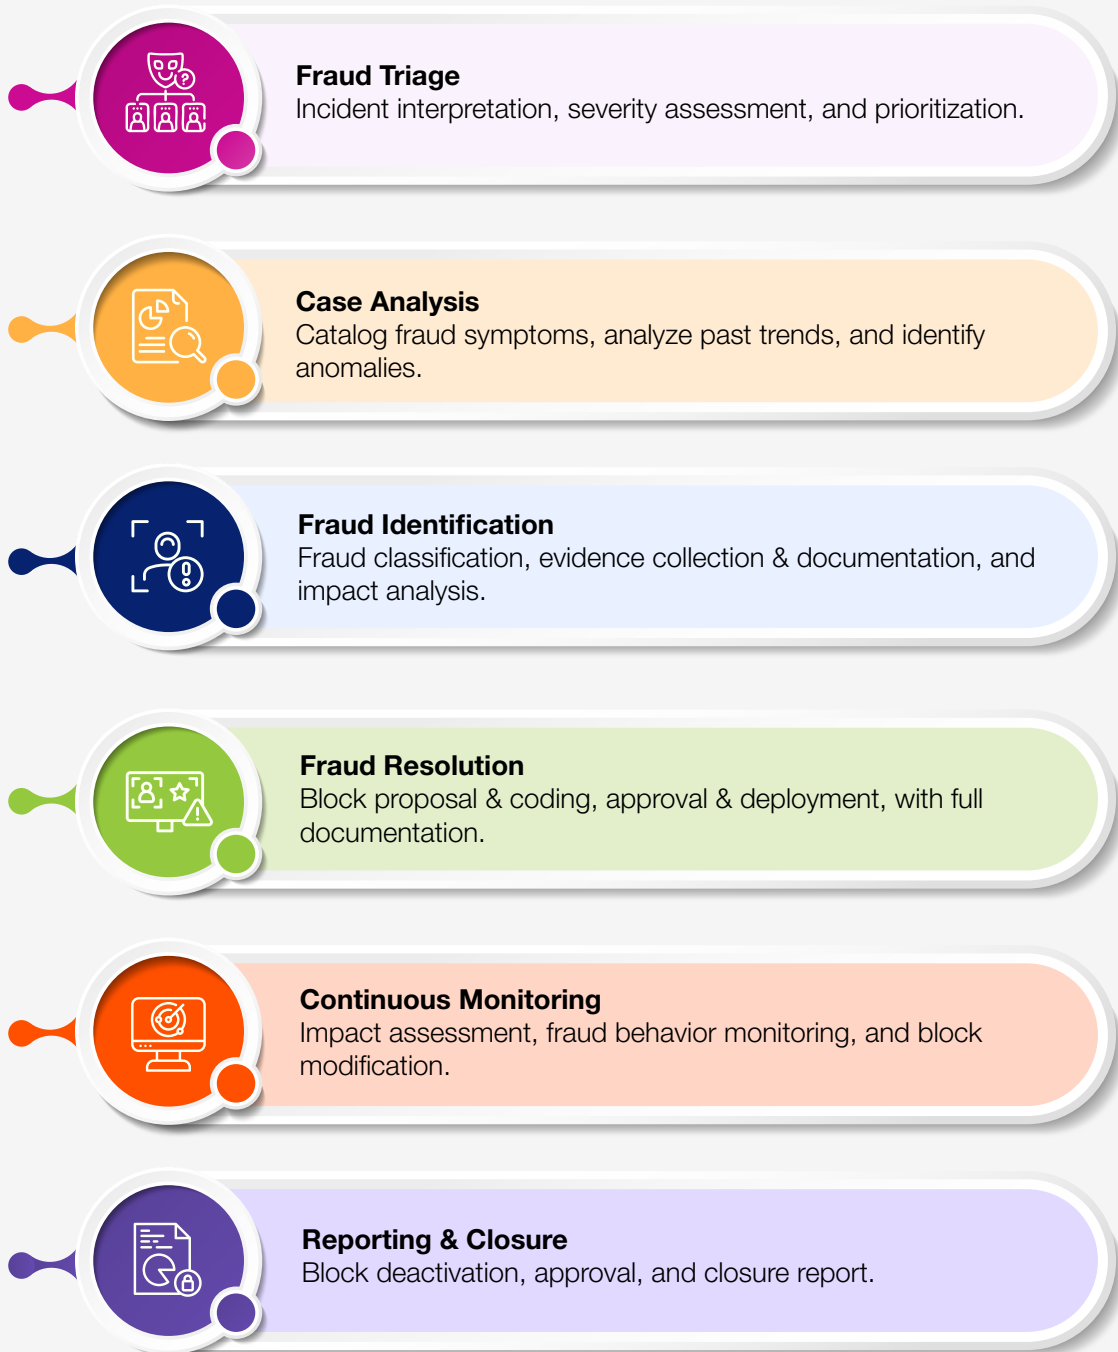 Fraud Triage
Incident interpretation, severity assessment, and prioritization.
Case Analysis
Catalog fraud symptoms, analyze past trends, and identify
anomalies.
Fraud Identification
Fraud classification, evidence collection & documentation, and
impact analysis.
Fraud Resolution
Block proposal & coding, approval & deployment, with full
documentation.
Continuous Monitoring
Impact assessment, fraud behavior monitoring, and block
modification.
Reporting & Closure
Block deactivation, approval, and closure report.